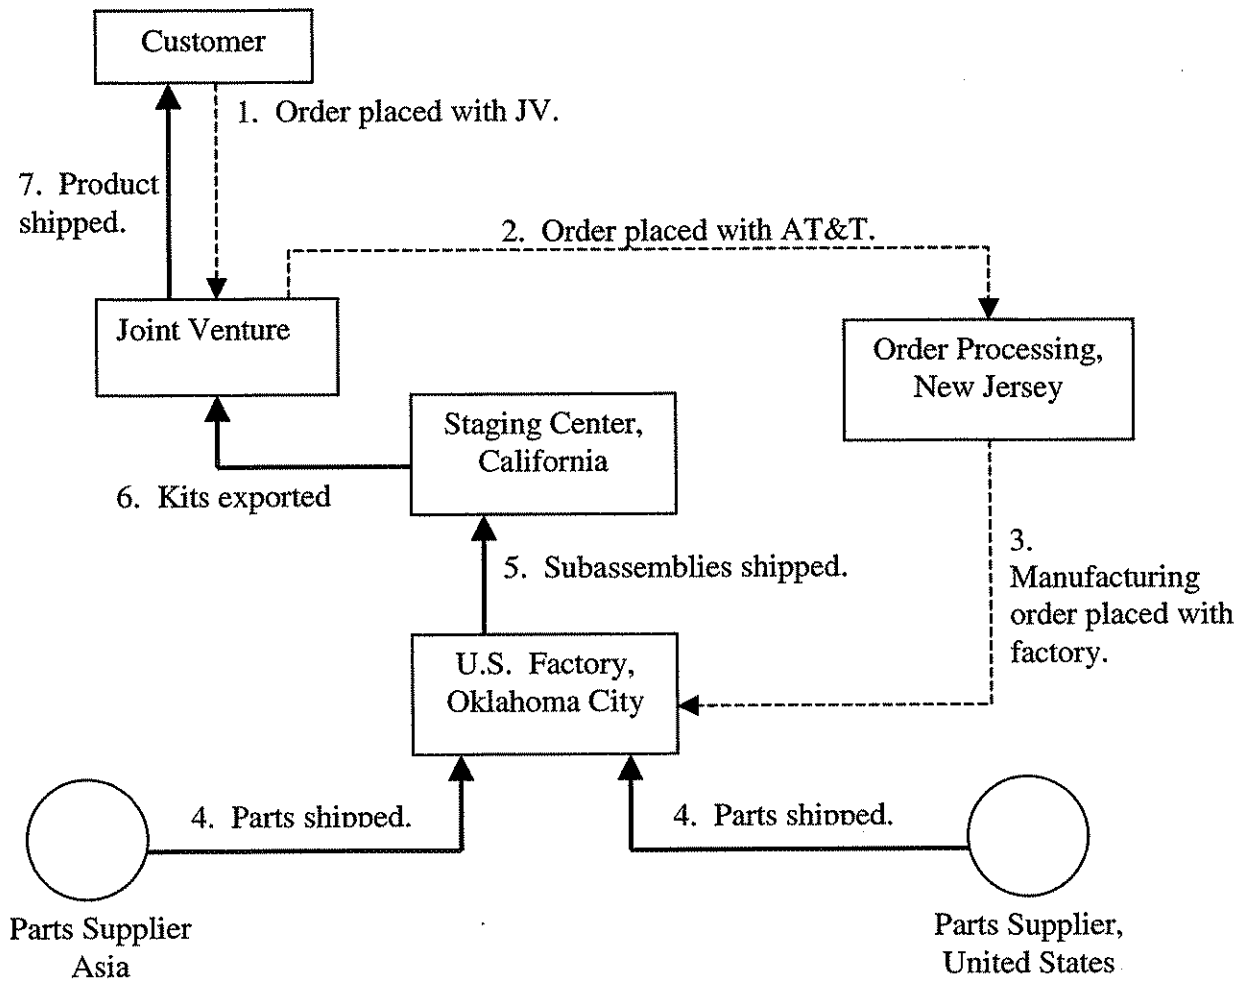 Customer
1. Order placed with JV.
7. Product
shipped.
2. Order placed with AT&T.
Joint Venture
Order Processing,
New Jersey
Staging Center,
California
6. Kits exported
3.
Manufacturing
order placed with
factory.
5. Subassemblies shipped.
U.S. Factory,
Oklahoma City
4. Parts shipped.
4. Parts shipped.
Parts Supplier
Asia
Parts Supplier,
United States